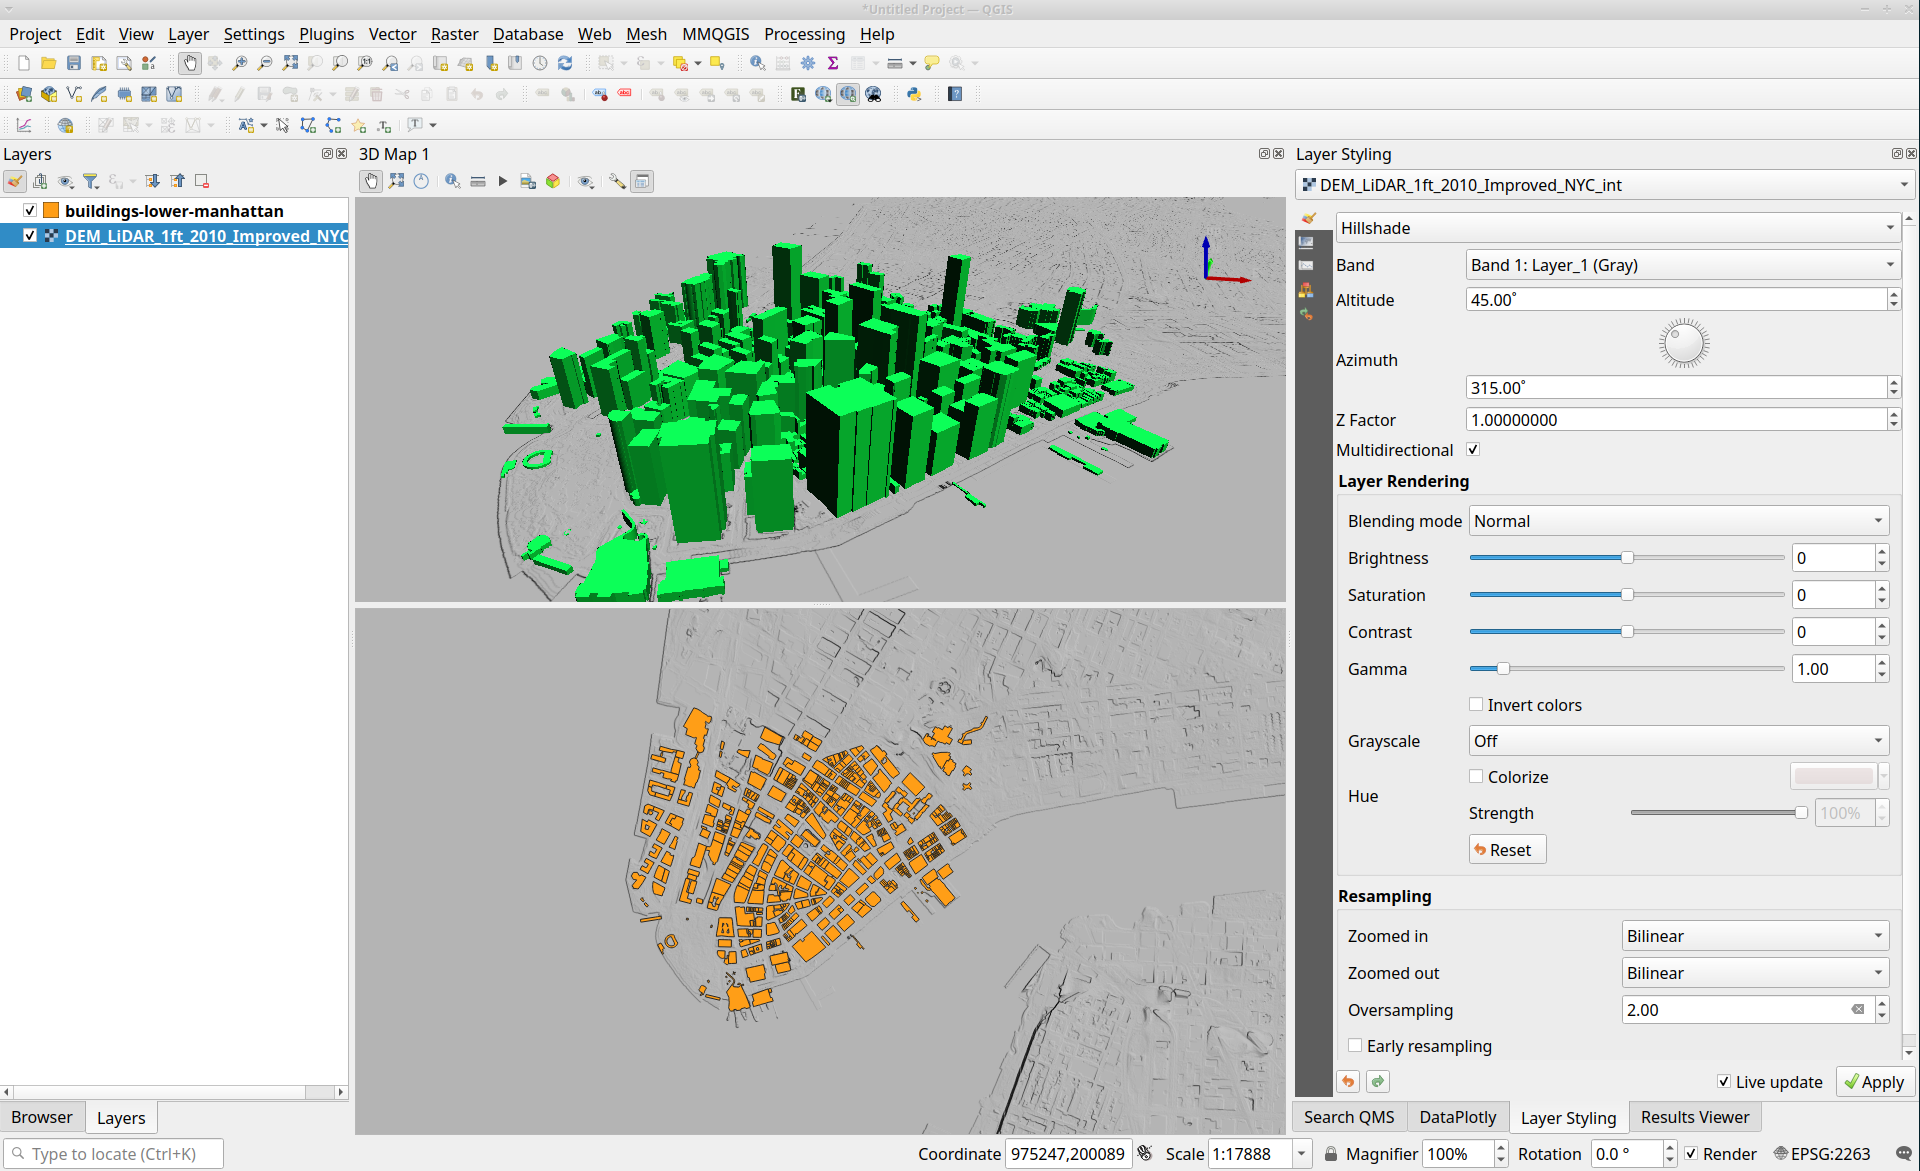 *Untitled Project — QGIS
Project Edit View Layer Settings Plugins Vector Raster Database Web Mesh MMQGIS Processing Help
Layers
buildings-lower-manhattan
DEM_LiDAR_1ft_2010_Improved_NYC
Browser Layers
3D Map 1
Layer Styling
DEM_LiDAR_1ft_2010_Improved_NYC_int
Hillshade
Band Band 1: Layer_1 (Gray)
Altitude 45.00°
Azimuth
315.00°
Z Factor 1.00000000
Multidirectional
Layer Rendering
Blending mode Normal
Brightness 0
Saturation 0
Contrast 0
Gamma 1.00
Invert colors
Grayscale Off
Colorize
Hue
Strength 100%
Reset
Resampling
Zoomed in Bilinear
Zoomed out Bilinear
Oversampling 2.00
Early resampling
Live update Apply
Search QMS DataPlotly Layer Styling Results Viewer
Type to locate (Ctrl+K) Coordinate 975247,200089 Scale 1:17888 Magnifier 100% Rotation 0.0 ° Render EPSG:2263